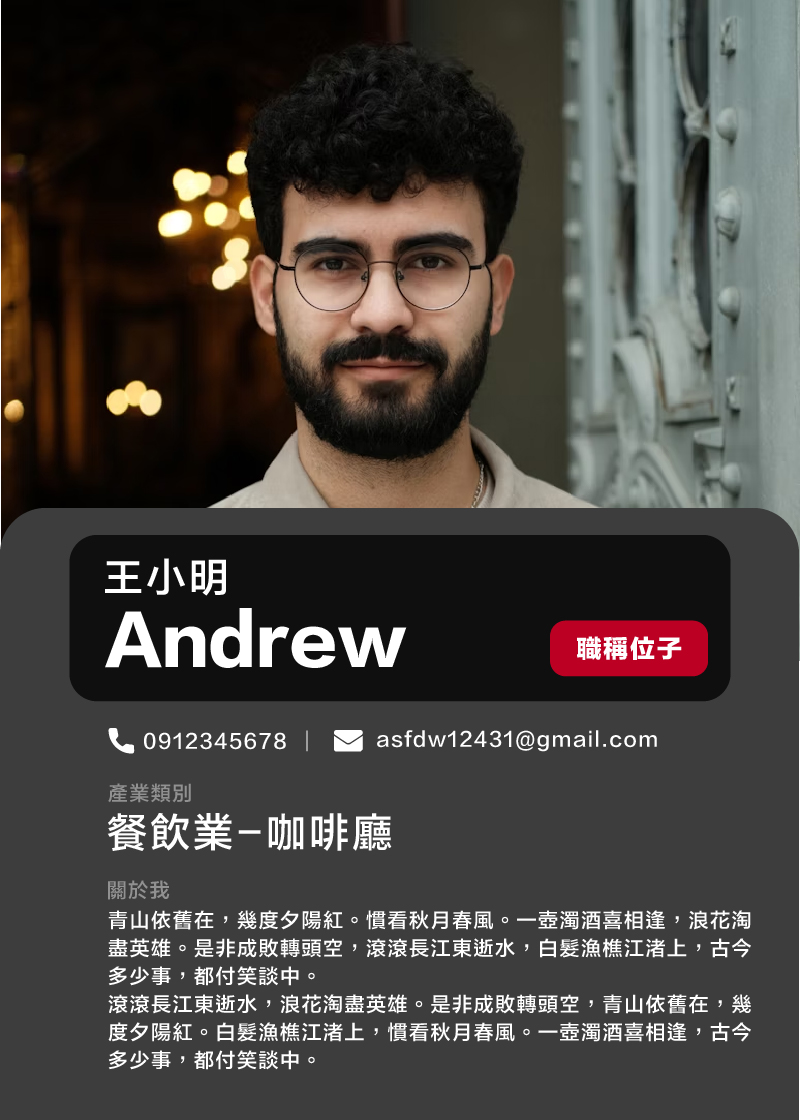 王小明
Andrew
職稱位子
0912345678 | asfdw12431@gmail.com
產業類別
餐飲業–咖啡廳
關於我
青山依舊在，幾度夕陽紅。慣看秋月春風。一壺濁酒喜相逢，浪花淘
盡英雄。是非成敗轉頭空，滾滾長江東逝水，白髮漁樵江渚上，古今
多少事，都付笑談中。
滾滾長江東逝水，浪花淘盡英雄。是非成敗轉頭空，青山依舊在，幾
度夕陽紅。白髮漁樵江渚上，慣看秋月春風。一壺濁酒喜相逢，古今
多少事，都付笑談中。